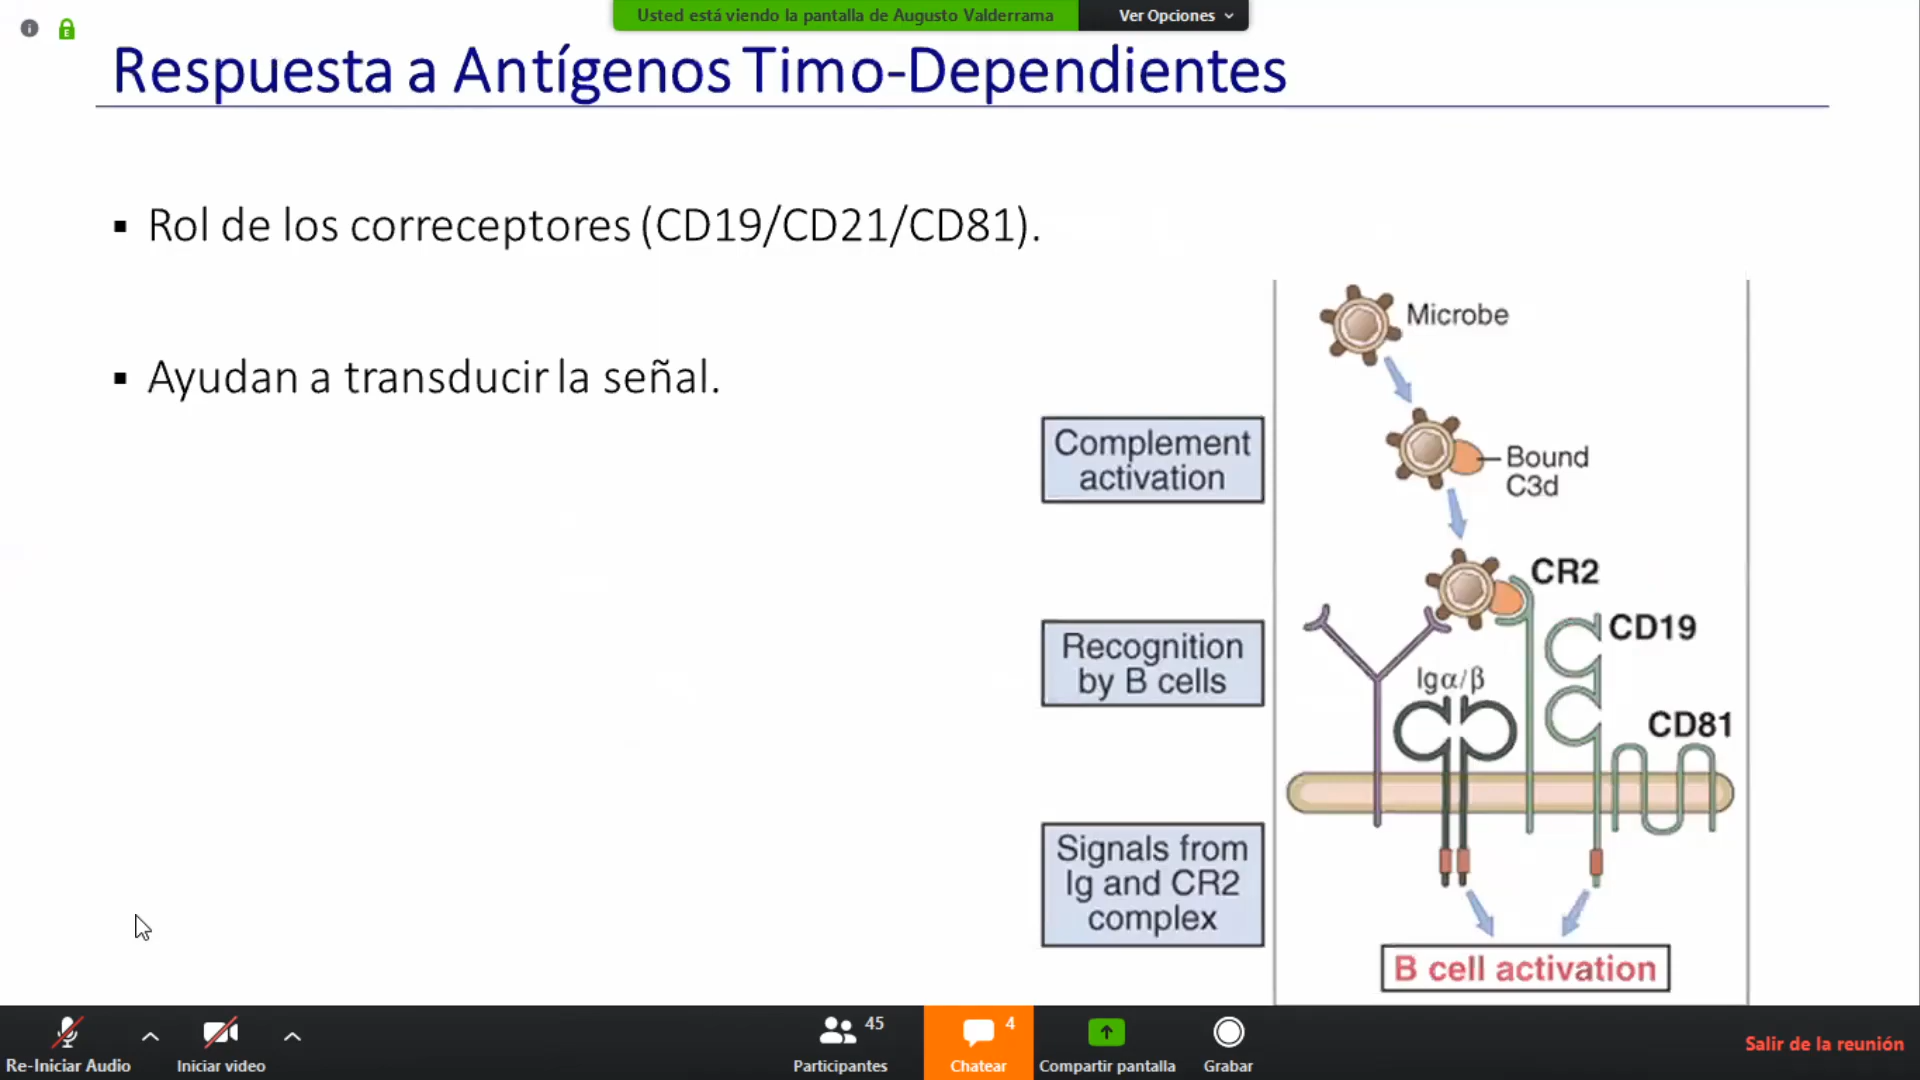 Usted está viendo la pantalla de Augusto Valderrama
Ver Opciones
Respuesta a Antígenos Timo-Dependientes
Rol de los correceptores (CD19/CD21/CD81).
Ayudan a transducir la señal.
Microbe
Complement
activation
Bound
C3d
CR2
CD19
Recognition
by B cells
Igα/β
CD81
Signals from
Ig and CR2
complex
B cell activation
Re-Iniciar Audio
Iniciar video
45
Participantes
4
Chatear
Compartir pantalla
Grabar
Salir de la reunión